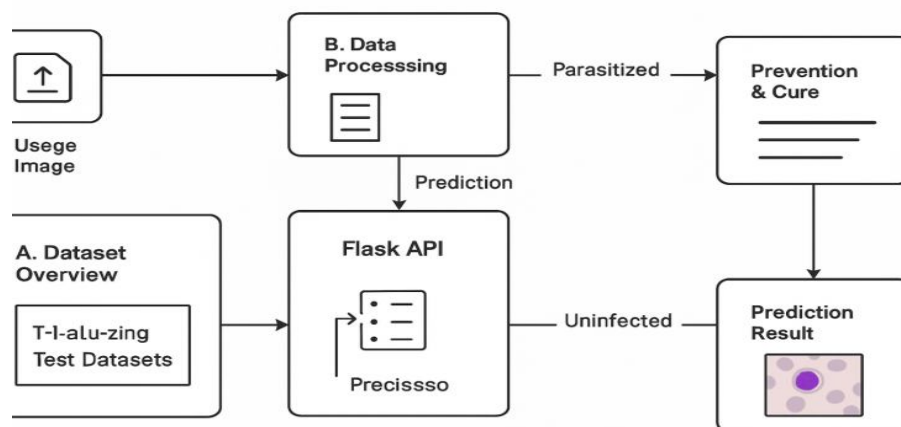 Usege
Image
B. Data
Processsing
Parasitized
Prevention
& Cure
Prediction
A. Dataset
Overview
T-l-aLu-zing
Test Datasets
Flask API
Precisssо
Uninfected
Prediction
Result